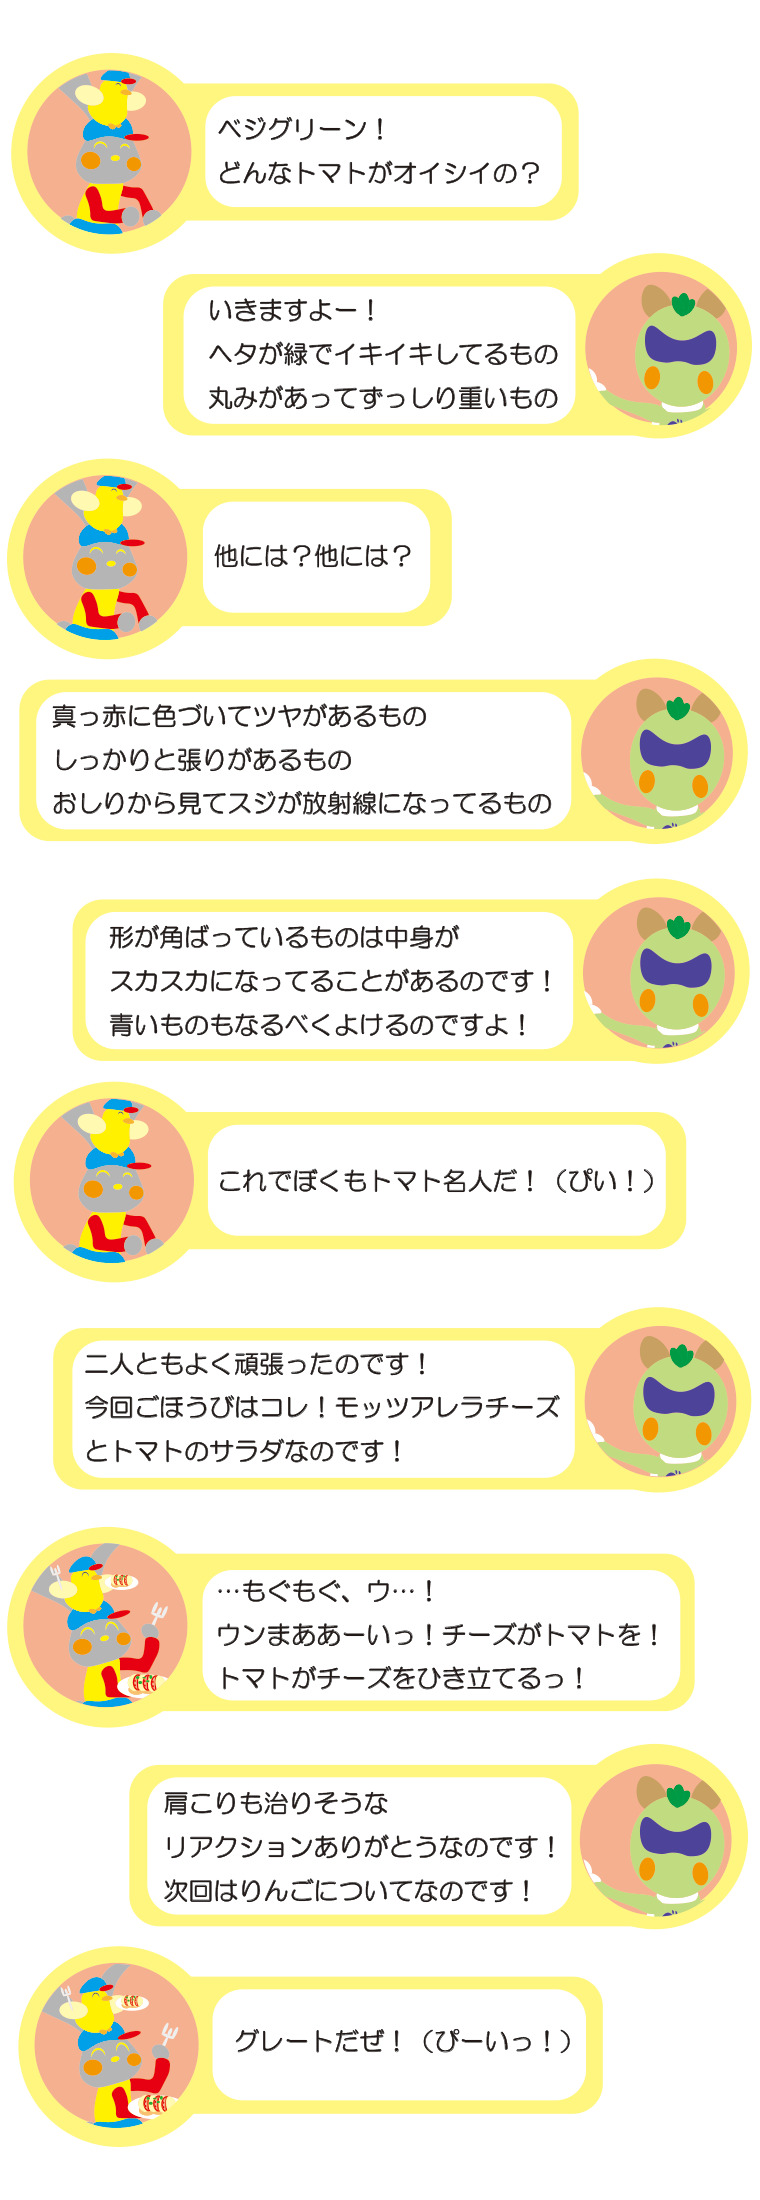 ベジグリーン！
どんなトマトがオイシイの？
いきますよー！
ヘタが緑でイキイキしてるもの
丸みがあってずっしり重いもの
他には？他には？
真っ赤に色づいてツヤがあるもの
しっかりと張りがあるもの
おしりから見てスジが放射線になってるもの
形が角ばっているものは中身が
スカスカになってることがあるのです！
青いものもなるべくよけるのですよ！
これでぼくもトマト名人だ！（ぴい！）
二人ともよく頑張ったのです！
今回ごほうびはコレ！モッツアレラチーズ
とトマトのサラダなのです！
…もぐもぐ、ウ…！
ウンまああーいっ！チーズがトマトを！
トマトがチーズをひき立てるっ！
肩こりも治りそうな
リアクションありがとうなのです！
次回はりんごについてなのです！
グレートだぜ！（ぴーいっ！）